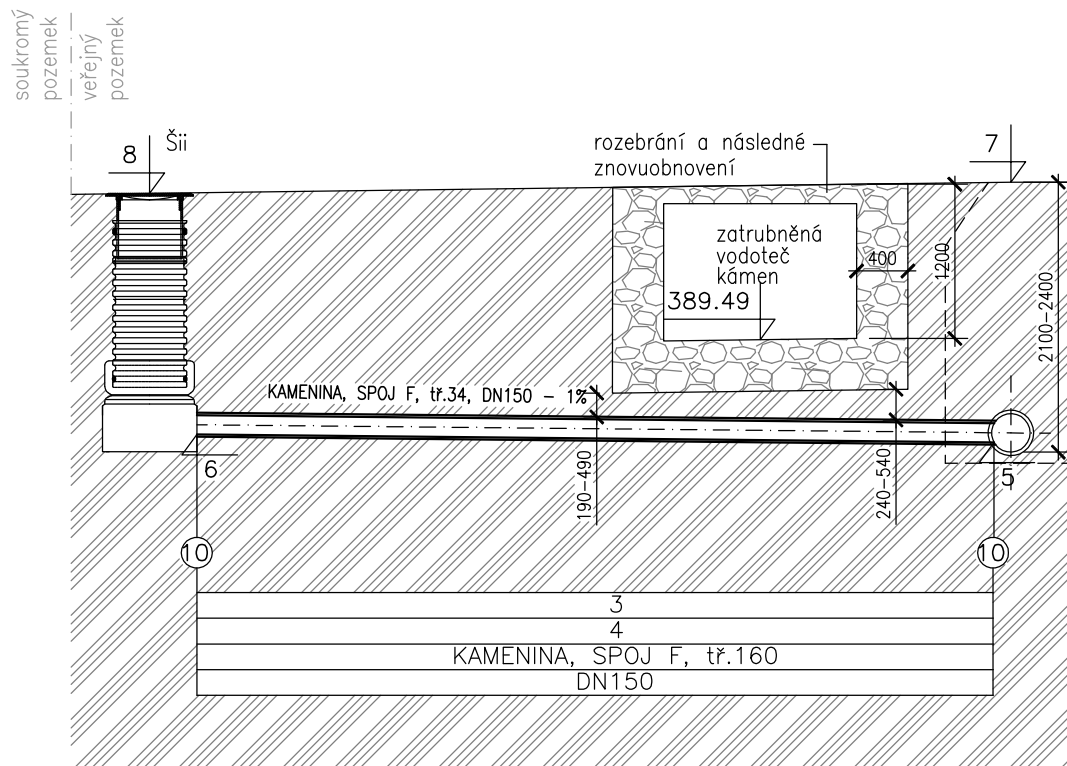 soukromý
pozemek
veřejný
pozemek
8
Šii
rozebrání a následné
znovuobnovení
7
zatrubněná
vodoteč
kámen
400
1200
389.49
2100-2400
KAMENINA, SPOJ F, tř.34, DN150 - 1%
6
190-490
240-540
5
10
10
3
4
KAMENINA, SPOJ F, tř.160
DN150